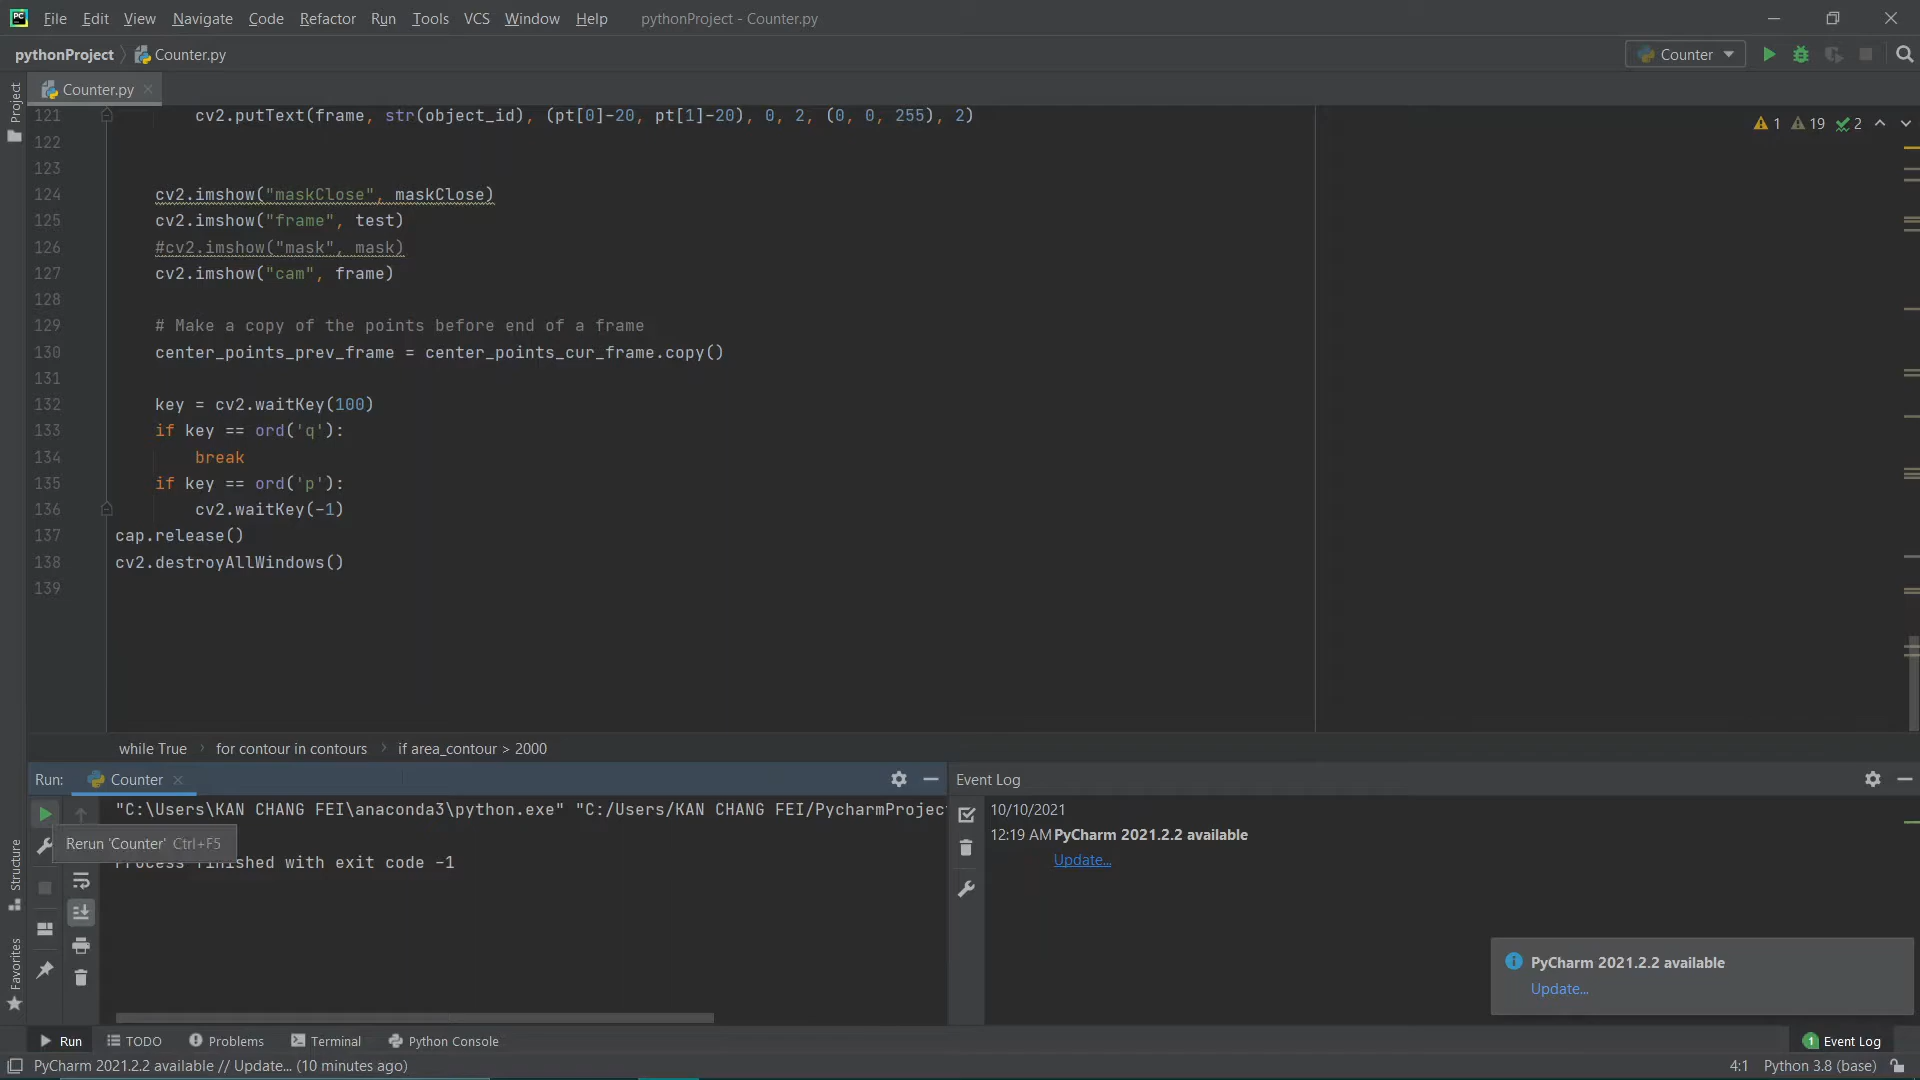 PC File Edit View Navigate Code Refactor Run Tools VCS Window Help pythonProject - Counter.py
pythonProject Counter.py Counter
Project Counter.py
121 cv2.putText(frame, str(object_id), (pt[0]-20, pt[1]-20), 0, 2, (0, 0, 255), 2)
1 19 2
122
123
124 cv2.imshow("maskClose", maskClose)
125 cv2.imshow("frame", test)
126 #cv2.imshow("mask", mask)
127 cv2.imshow("cam", frame)
128
129 # Make a copy of the points before end of a frame
130 center_points_prev_frame = center_points_cur_frame.copy()
131
132 key = cv2.waitKey(100)
133 if key == ord('q'):
134 break
135 if key == ord('p'):
136 cv2.waitKey(-1)
137 cap.release()
138 cv2.destroyAllWindows()
139
while True for contour in contours if area_contour > 2000
Run: Counter
"C:\Users\KAN CHANG FEI\anaconda3\python.exe" "C:/Users/KAN CHANG FEI/PycharmProjec
Rerun 'Counter' Ctrl+F5
Process finished with exit code -1
Event Log
10/10/2021
12:19 AM PyCharm 2021.2.2 available
Update...
Structure
Favorites
PyCharm 2021.2.2 available
Update...
Run TODO Problems Terminal Python Console 1 Event Log
PyCharm 2021.2.2 available // Update... (10 minutes ago) 4:1 Python 3.8 (base)